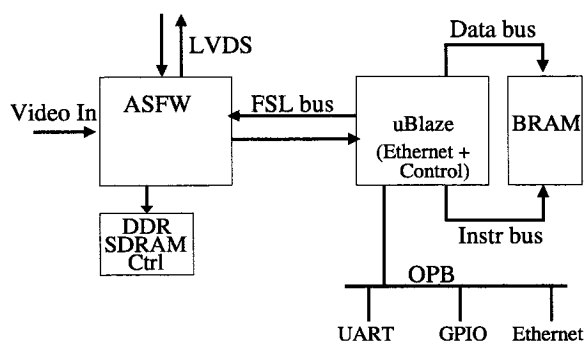 Data bus
LVDS
ASFW
FSL bus
Video In
uBlaze
(Ethernet +
Control)
BRAM
DDR
SDRAM
Ctrl
Instr bus
OPB
UART
GPIO
Ethernet